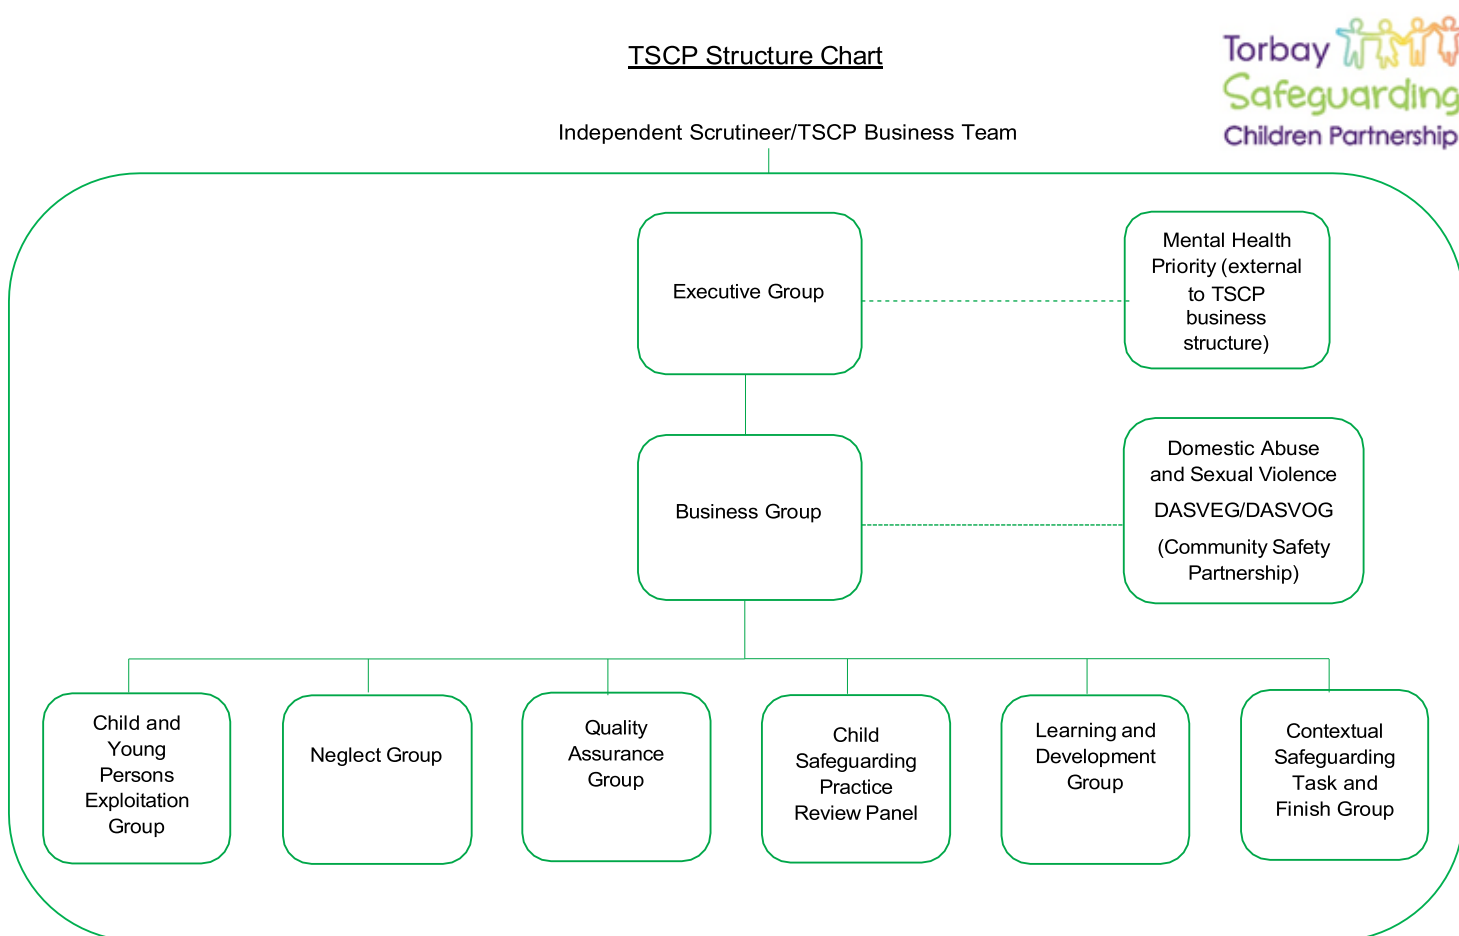 TSCP Structure Chart
Torbay
Safeguarding
Children Partnership
Independent Scrutineer/TSCP Business Team
Executive Group
Mental Health
Priority (external
to TSCP
business
structure)
Business Group
Domestic Abuse
and Sexual Violence
DASVEG/DASVOG
(Community Safety
Partnership)
Child and
Young
Persons
Exploitation
Group
Neglect Group
Quality
Assurance
Group
Child
Safeguarding
Practice
Review Panel
Learning and
Development
Group
Contextual
Safeguarding
Task and
Finish Group